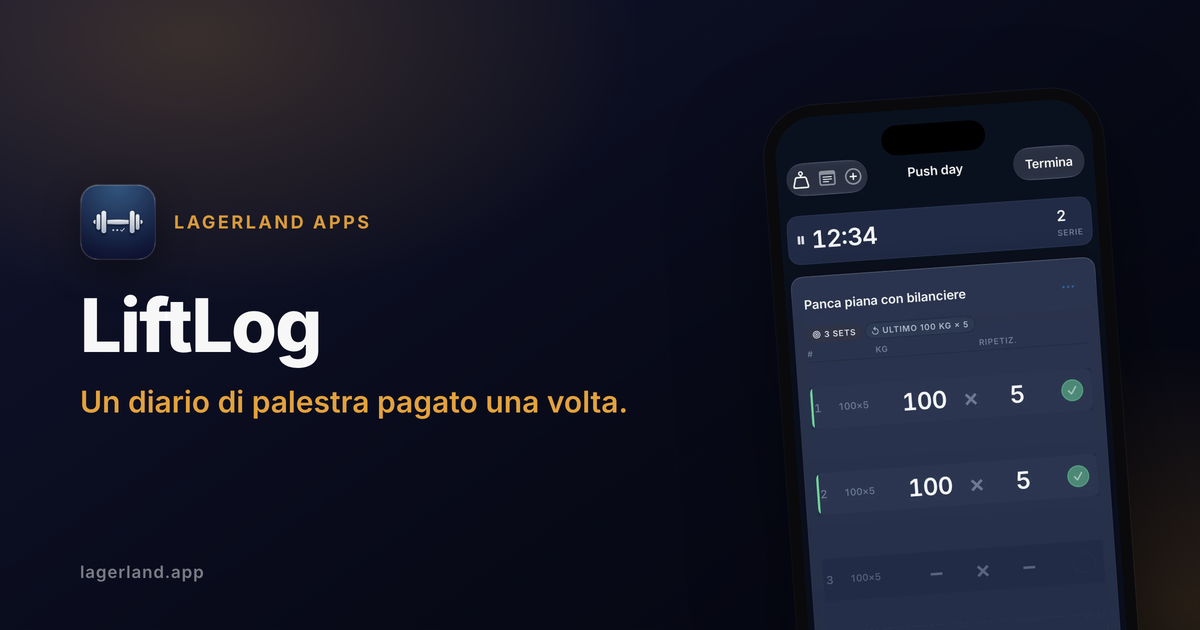 LAGERLAND APPS
LiftLog
Un diario di palestra pagato una volta.
lagerland.app
Push day
Termina
12:34
2
SERIE
Panca piana con bilanciere
...
3 SETS
ULTIMO 100 KG × 5
# KG RIPETIZ.
1 100×5 100 × 5
2 100×5 100 × 5
3 100×5 – × –